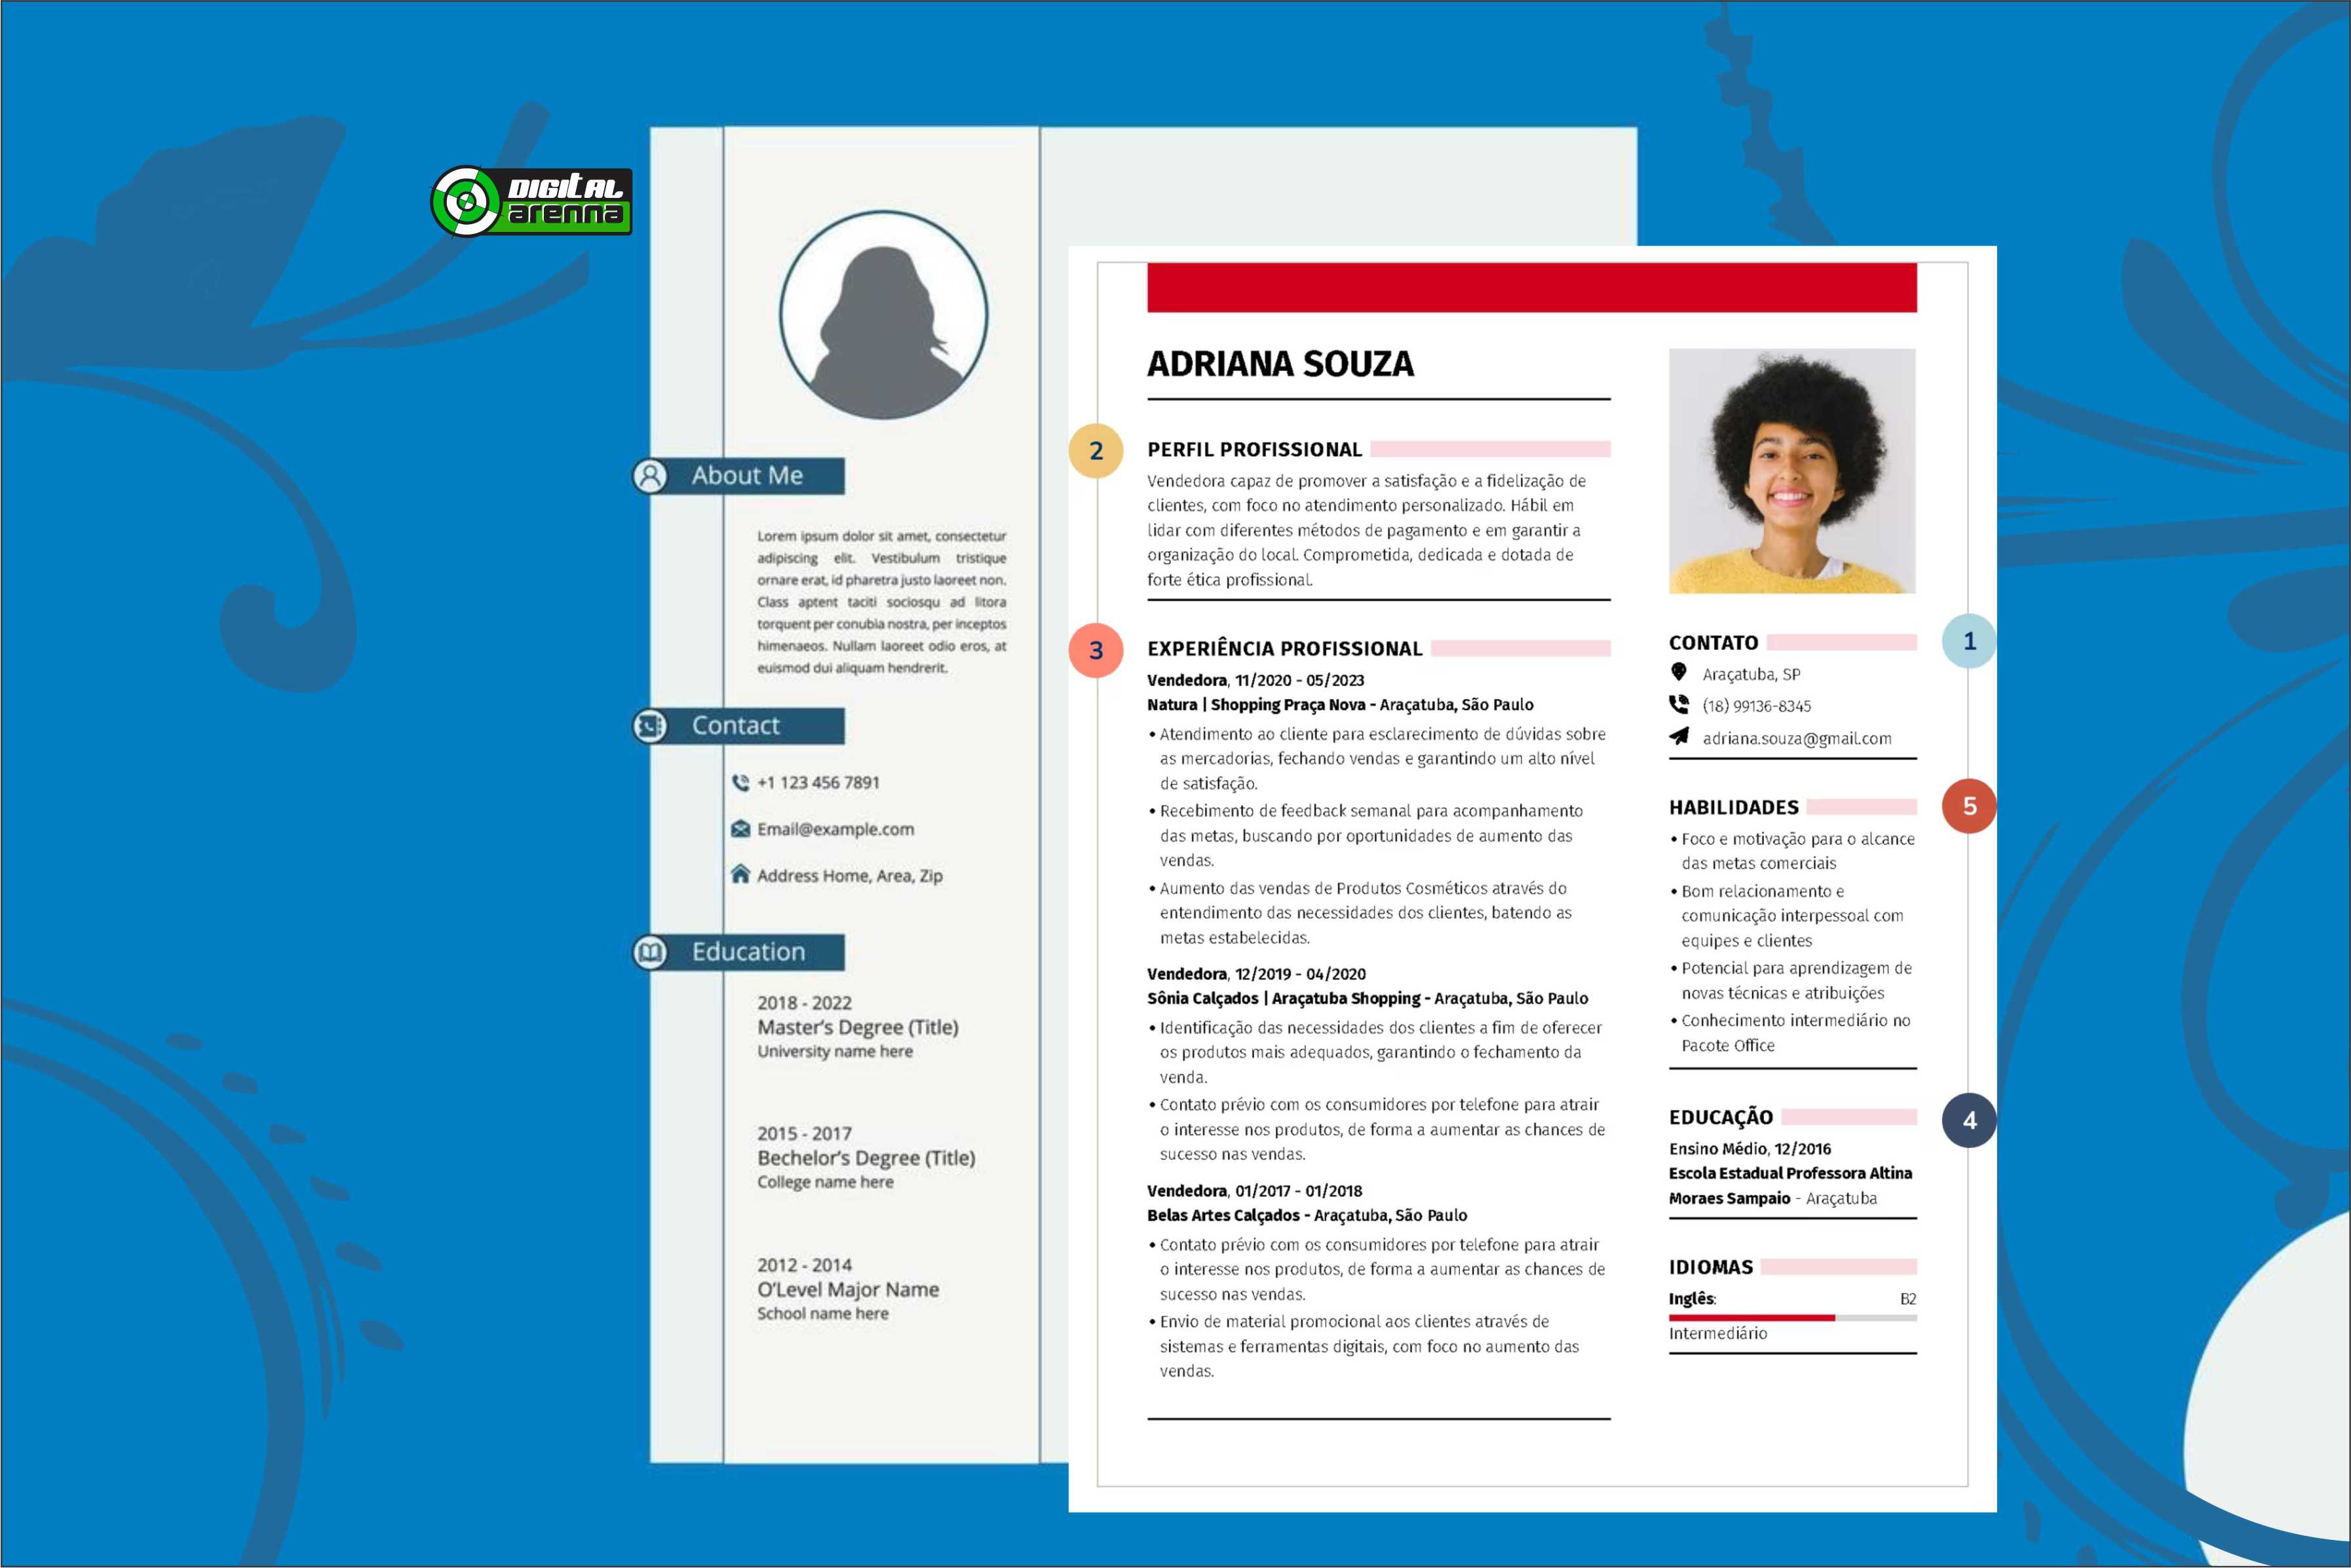 DIGITAL
arenna
About Me
Lorem ipsum dolor sit amet, consectetur
adipiscing elit. Vestibulum tristique
ornare erat, id pharetra justo laoreet non.
Class aptent taciti sociosqu ad litora
torquent per conubia nostra, per inceptos
himenaeos. Nullam laoreet odio eros, at
euismod dui aliquam hendrerit.
Contact
+1 123 456 7891
Email@example.com
Address Home, Area, Zip
Education
2018 - 2022
Master's Degree (Title)
University name here
2015 - 2017
Bechelor's Degree (Title)
College name here
2012 - 2014
O'Level Major Name
School name here
ADRIANA SOUZA
2
PERFIL PROFISSIONAL
Vendedora capaz de promover a satisfação e a fidelização de
clientes, com foco no atendimento personalizado. Hábil em
lidar com diferentes métodos de pagamento e em garantir a
organização do local. Comprometida, dedicada e dotada de
forte ética profissional.
3
EXPERIÊNCIA PROFISSIONAL
Vendedora, 11/2020 - 05/2023
Natura | Shopping Praça Nova - Araçatuba, São Paulo
• Atendimento ao cliente para esclarecimento de dúvidas sobre
as mercadorias, fechando vendas e garantindo um alto nível
de satisfação.
• Recebimento de feedback semanal para acompanhamento
das metas, buscando por oportunidades de aumento das
vendas.
• Aumento das vendas de Produtos Cosméticos através do
entendimento das necessidades dos clientes, batendo as
metas estabelecidas.
Vendedora, 12/2019 - 04/2020
Sônia Calçados | Araçatuba Shopping - Araçatuba, São Paulo
• Identificação das necessidades dos clientes a fim de oferecer
os produtos mais adequados, garantindo o fechamento da
venda.
• Contato prévio com os consumidores por telefone para atrair
o interesse nos produtos, de forma a aumentar as chances de
sucesso nas vendas.
Vendedora, 01/2017 - 01/2018
Belas Artes Calçados - Araçatuba, São Paulo
• Contato prévio com os consumidores por telefone para atrair
o interesse nos produtos, de forma a aumentar as chances de
sucesso nas vendas.
• Envio de material promocional aos clientes através de
sistemas e ferramentas digitais, com foco no aumento das
vendas.
CONTATO
1
Araçatuba, SP
(18) 99136-8345
adriana.souza@gmail.com
HABILIDADES
5
• Foco e motivação para o alcance
das metas comerciais
• Bom relacionamento e
comunicação interpessoal com
equipes e clientes
• Potencial para aprendizagem de
novas técnicas e atribuições
• Conhecimento intermediário no
Pacote Office
EDUCAÇÃO
4
Ensino Médio, 12/2016
Escola Estadual Professora Altina
Moraes Sampaio - Araçatuba
IDIOMAS
Inglês: B2
Intermediário